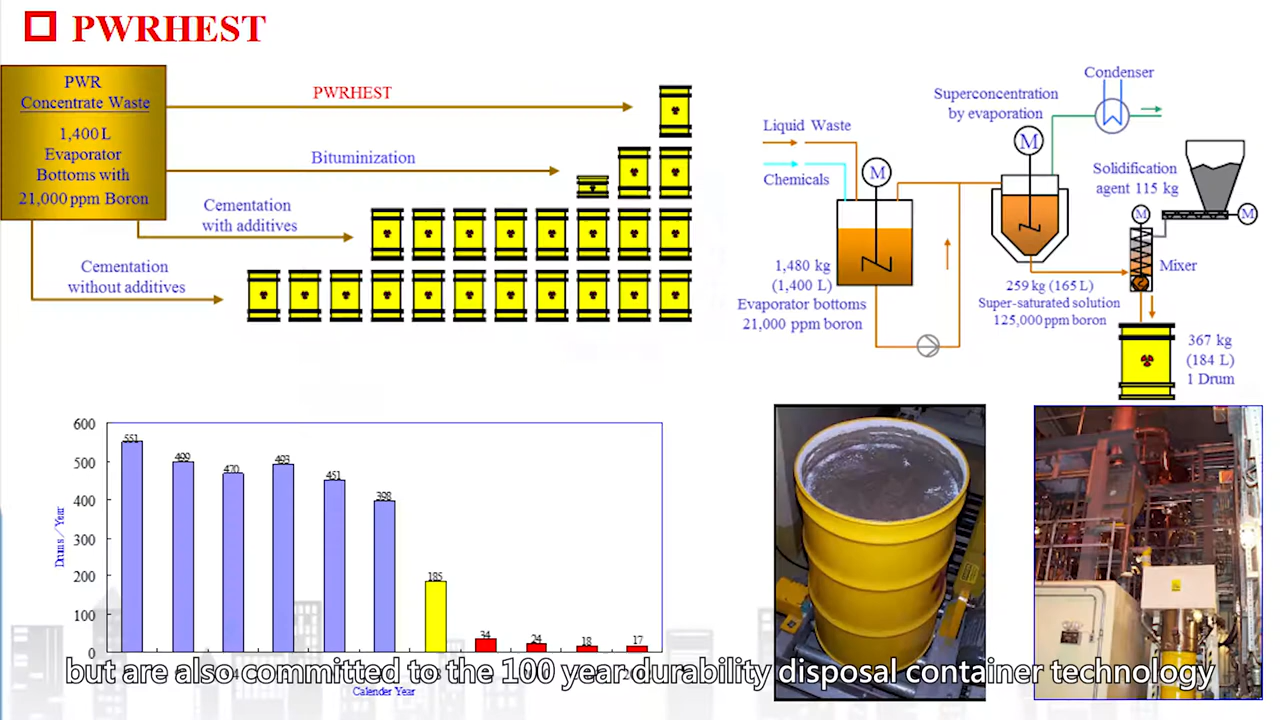 PWRHEST
PWR
Concentrate Waste
1,400 L
Evaporator
Bottoms with
21,000 ppm Boron
PWRHEST
Bituminization
Cementation
with additives
Cementation
without additives
Condenser
Superconcentration
by evaporation
Liquid Waste
Chemicals
M
M
Solidification
agent 115 kg
M
M
Mixer
1,480 kg
(1,400 L)
Evaporator bottoms
21,000 ppm boron
259 kg (165 L)
Super-saturated solution
125,000 ppm boron
367 kg
(184 L)
1 Drum
600
500
400
300
200
100
0
Drums／Year
551
499
470
493
451
398
185
34
24
18
17
Calender Year
but are also committed to the 100 year durability disposal container technology